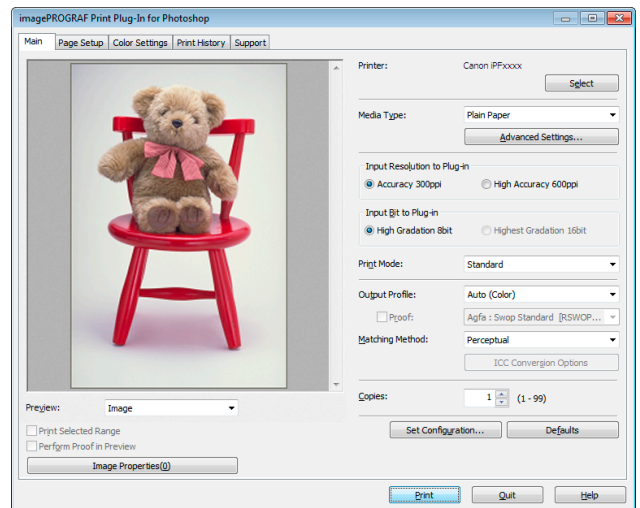 imagePROGRAF Print Plug-In for Photoshop
Main Page Setup Color Settings Print History Support
Printer: Canon iPFxxxx
Select
Media Type: Plain Paper
Advanced Settings...
Input Resolution to Plug-in
Accuracy 300ppi High Accuracy 600ppi
Input Bit to Plug-in
High Gradation 8bit Highest Gradation 16bit
Print Mode: Standard
Output Profile: Auto (Color)
Proof: Agfa : Swop Standard [RSWOP...
Matching Method: Perceptual
ICC Conversion Options
Copies: 1 (1 - 99)
Set Configuration... Defaults
Preview: Image
Print Selected Range
Perform Proof in Preview
Image Properties(0)
Print Quit Help